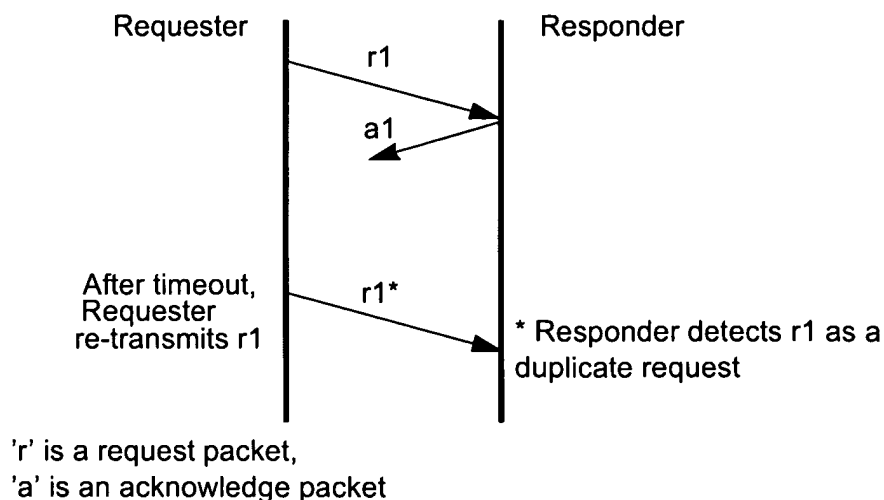 Requester
Responder
r1
a1
After timeout,
Requester
re-transmits r1
r1*
* Responder detects r1 as a
duplicate request
'r' is a request packet,
'a' is an acknowledge packet